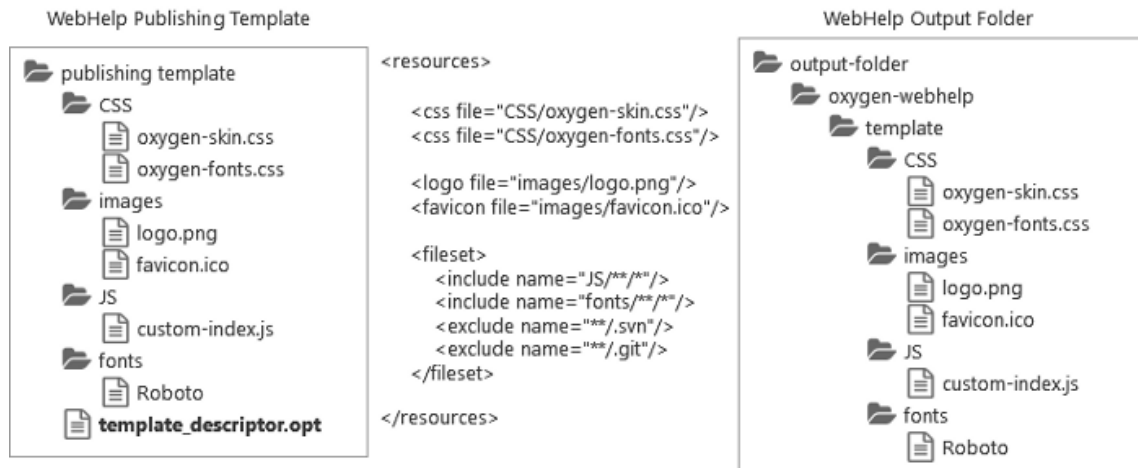 WebHelp Publishing Template
publishing template
CSS
oxygen-skin.css
oxygen-fonts.css
images
logo.png
favicon.ico
JS
custom-index.js
fonts
Roboto
template_descriptor.opt
<resources>
<css file="CSS/oxygen-skin.css"/>
<css file="CSS/oxygen-fonts.css"/>
<logo file="images/logo.png"/>
<favicon file="images/favicon.ico"/>
<fileset>
<include name="JS/**/*"/>
<include name="fonts/**/*"/>
<exclude name="**/.svn"/>
<exclude name="**/.git"/>
</fileset>
</resources>
WebHelp Output Folder
output-folder
oxygen-webhelp
template
CSS
oxygen-skin.css
oxygen-fonts.css
images
logo.png
favicon.ico
JS
custom-index.js
fonts
Roboto